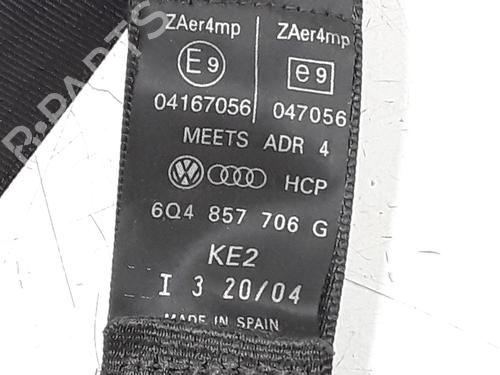 ZAer4mp ZAer4mp
E9 e9
04167056 047056
MEETS ADR 4
HCP
6Q4 857 706 G
KE2
I 3 20/04
MADE IN SPAIN
B-PARTS